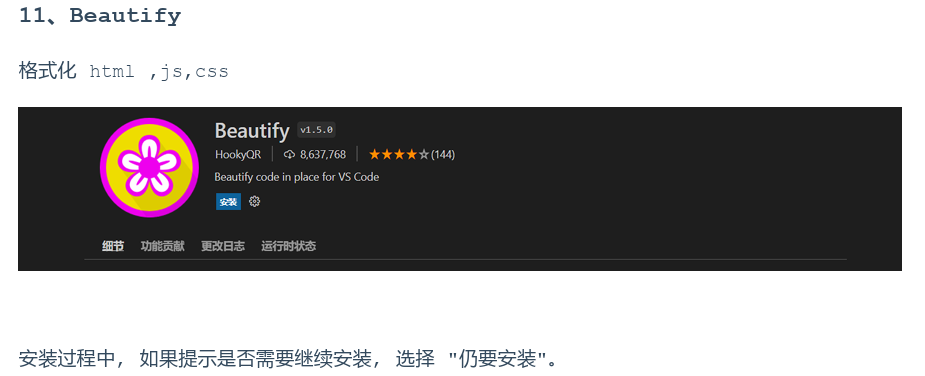 11、Beautify
格式化 html ,js,css
Beautify v1.5.0
HookyQR 8,637,768 (144)
Beautify code in place for VS Code
安装
细节 功能贡献 更改日志 运行时状态
安装过程中, 如果提示是否需要继续安装, 选择 "仍要安装"。